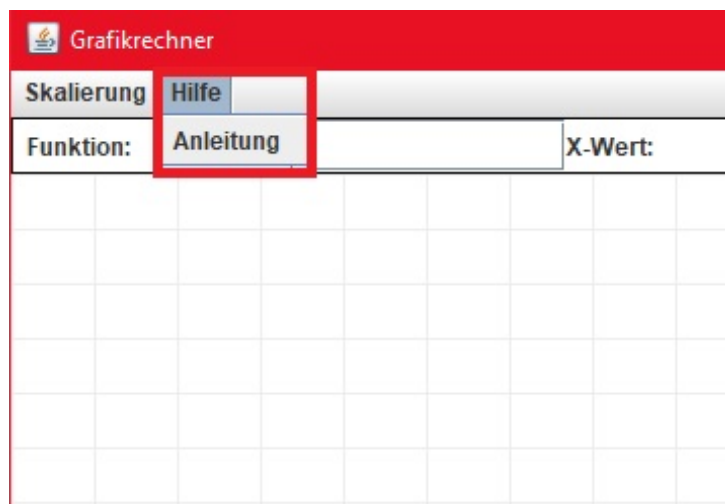 Grafikrechner
Skalierung Hilfe
Anleitung
Funktion: X-Wert: